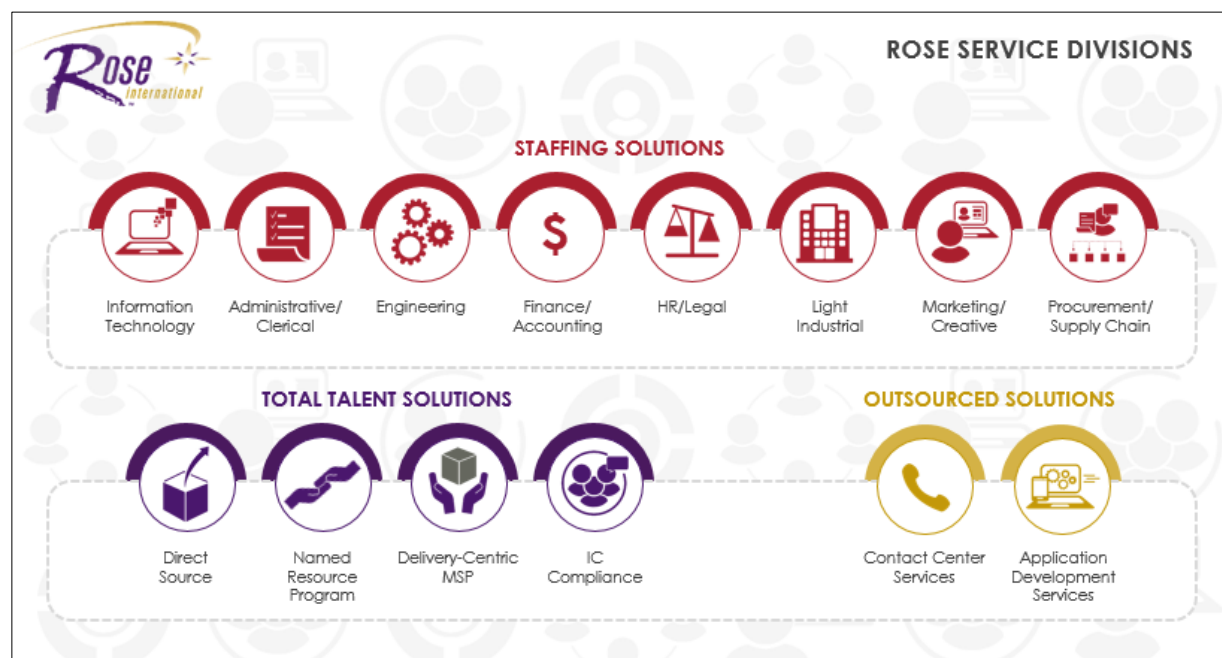 Rose
international
ROSE SERVICE DIVISIONS
STAFFING SOLUTIONS
Information
Technology
Administrative/
Clerical
Engineering
Finance/
Accounting
HR/Legal
Light
Industrial
Marketing/
Creative
Procurement/
Supply Chain
TOTAL TALENT SOLUTIONS
Direct
Source
Named
Resource
Program
Delivery-Centric
MSP
IC
Compliance
OUTSOURCED SOLUTIONS
Contact Center
Services
Application
Development
Services